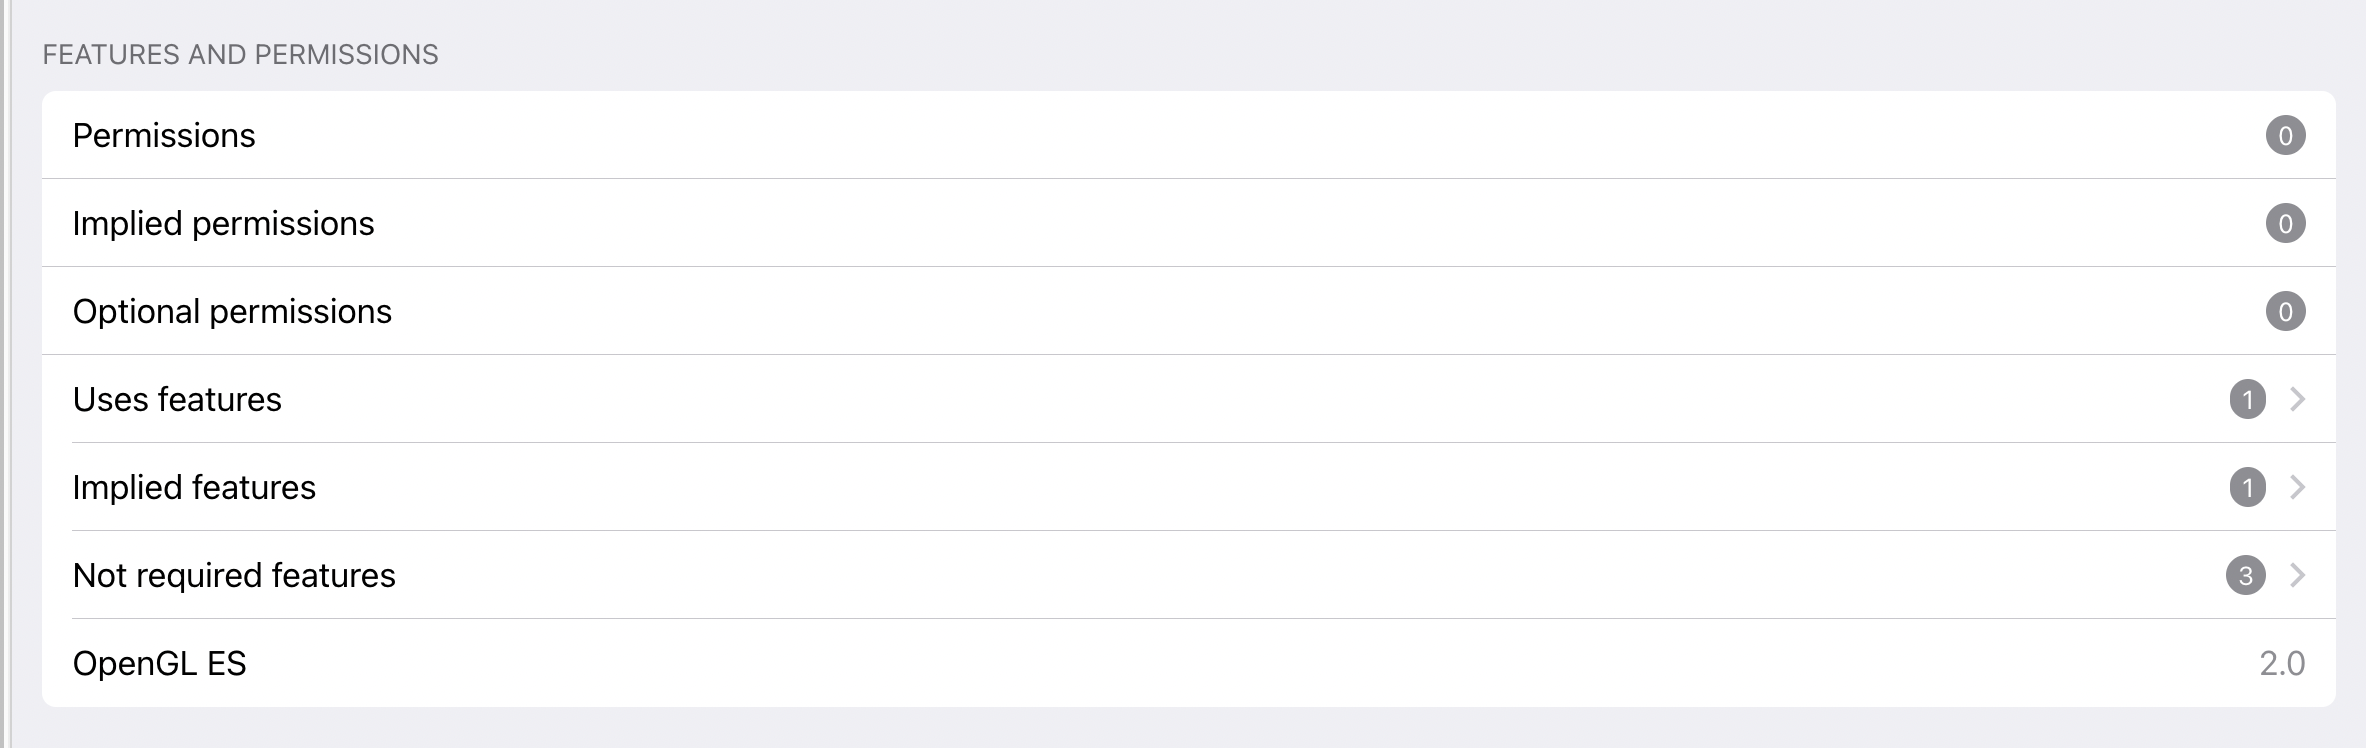 FEATURES AND PERMISSIONS
Permissions 0
Implied permissions 0
Optional permissions 0
Uses features 1
Implied features 1
Not required features 3
OpenGL ES 2.0